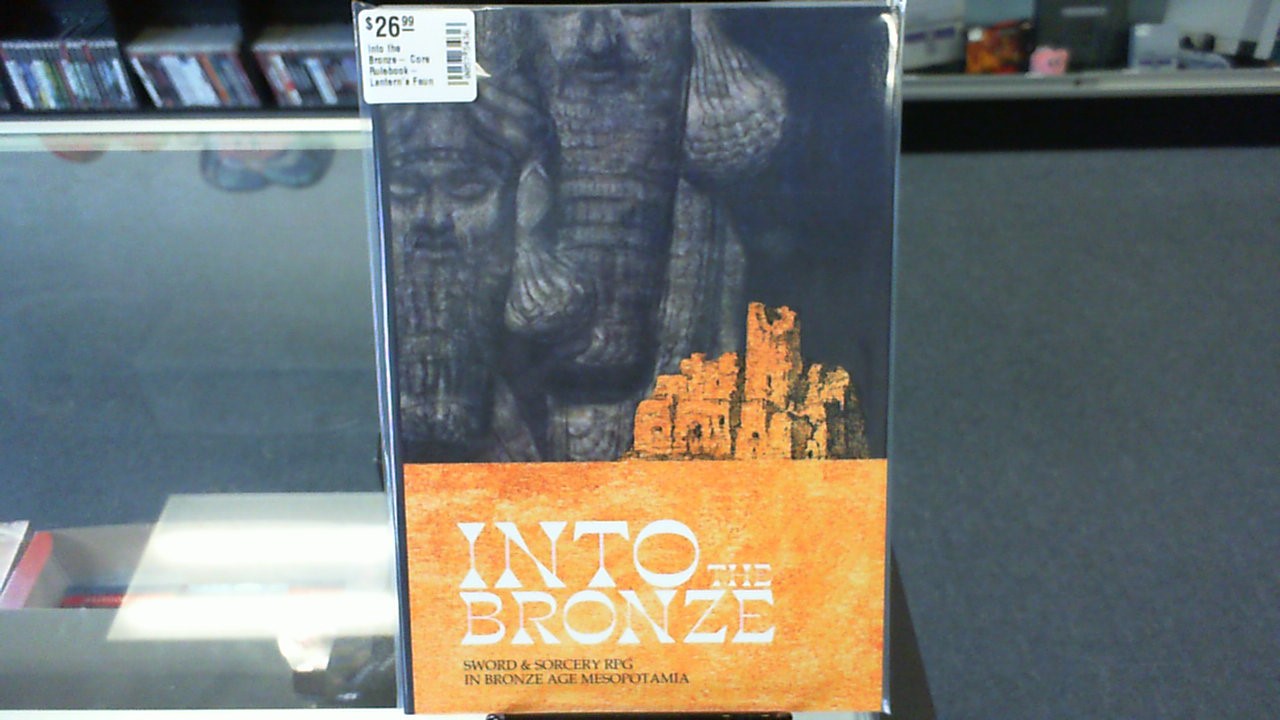 $26.99
Into the
Bronze - Core
Rulebook -
Lantern's Faun
INTO THE
BRONZE
SWORD & SORCERY RPG
IN BRONZE AGE MESOPOTAMIA